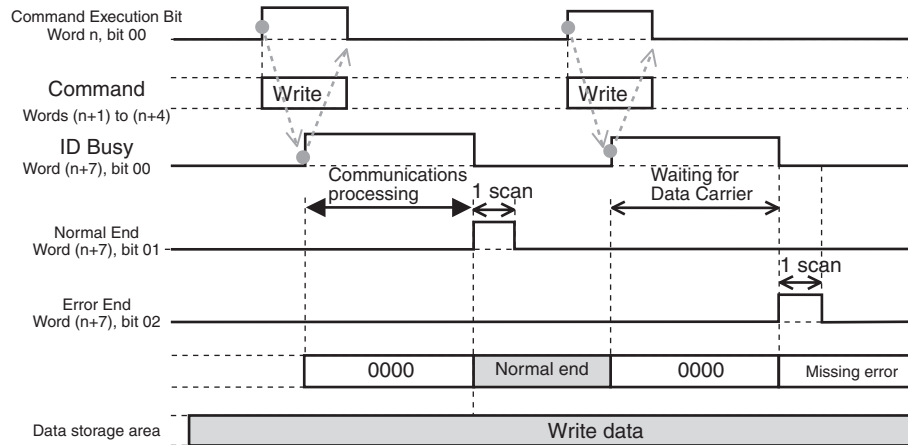 Command Execution Bit
Word n, bit 00
Command
Write
Write
Words (n+1) to (n+4)
ID Busy
Word (n+7), bit 00
Communications
processing
1 scan
Waiting for
Data Carrier
Normal End
Word (n+7), bit 01
1 scan
Error End
Word (n+7), bit 02
0000
Normal end
0000
Missing error
Data storage area
Write data